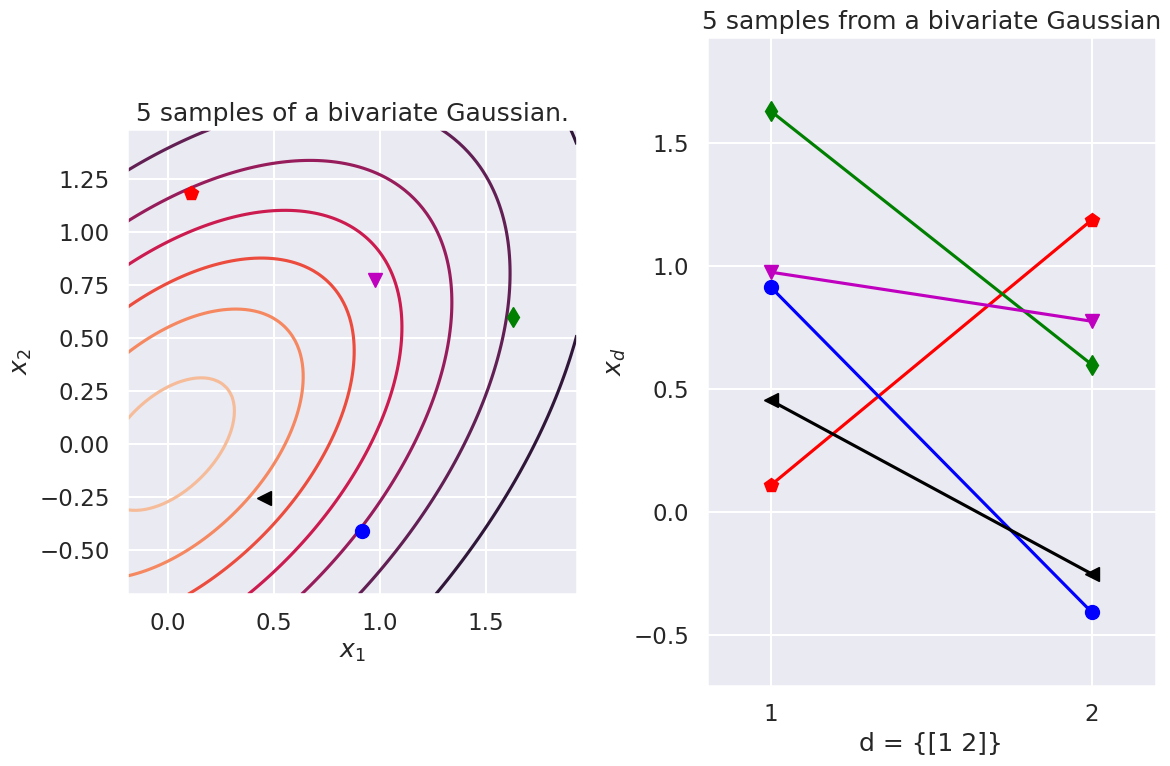 5 samples of a bivariate Gaussian.
1.25
1.00
0.75
0.50
0.25
0.00
−0.25
−0.50
x₂
0.0 0.5 1.0 1.5
x₁
5 samples from a bivariate Gaussian
1.5
1.0
0.5
0.0
−0.5
x_d
1 2
d = {[1 2]}